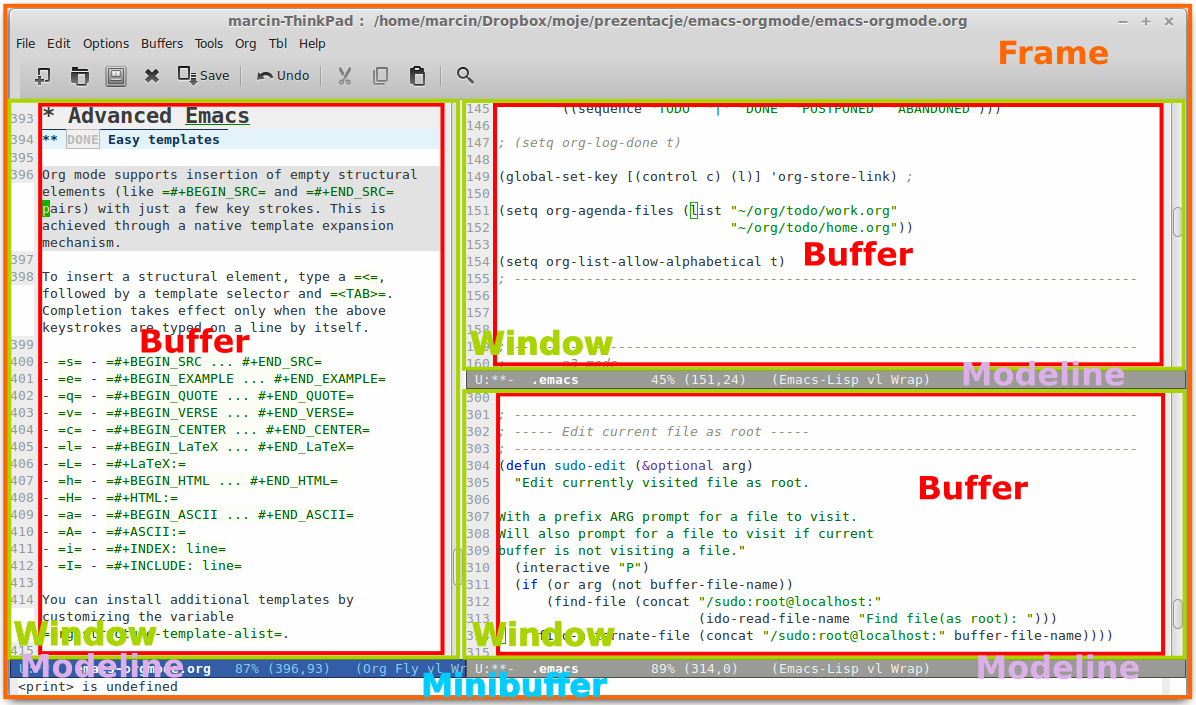 marcin-ThinkPad : /home/marcin/Dropbox/moje/prezentacje/emacs-orgmode/emacs-orgmode.org
File Edit Options Buffers Tools Org Tbl Help
Frame
Save Undo
393 * Advanced Emacs
394 ** DONE Easy templates
395
396 Org mode supports insertion of empty structural
elements (like =#+BEGIN_SRC= and =#+END_SRC=
pairs) with just a few key strokes. This is
achieved through a native template expansion
mechanism.
397
398 To insert a structural element, type a =<=,
followed by a template selector and =<TAB>=.
Completion takes effect only when the above
keystrokes are typed on a line by itself.
Buffer
399
400 - =s= - =#+BEGIN_SRC ... #+END_SRC=
401 - =e= - =#+BEGIN_EXAMPLE ... #+END_EXAMPLE=
402 - =q= - =#+BEGIN_QUOTE ... #+END_QUOTE=
403 - =v= - =#+BEGIN_VERSE ... #+END_VERSE=
404 - =c= - =#+BEGIN_CENTER ... #+END_CENTER=
405 - =l= - =#+BEGIN_LaTeX ... #+END_LaTeX=
406 - =L= - =#+LaTeX:=
407 - =h= - =#+BEGIN_HTML ... #+END_HTML=
408 - =H= - =#+HTML:=
409 - =a= - =#+BEGIN_ASCII ... #+END_ASCII=
410 - =A= - =#+ASCII:=
411 - =i= - =#+INDEX: line=
412 - =I= - =#+INCLUDE: line=
413
414 You can install additional templates by
customizing the variable
-template-alist=.
Window
415
Modeline
.org 87% (396,93) (Org Fly vl Wr
145 ((sequence "TODO" "|" "DONE" "POSTPONED" "ABANDONED")))
146
147 ; (setq org-log-done t)
148
149 (global-set-key [(control c) (l)] 'org-store-link) ;
150
151 (setq org-agenda-files (list "~/org/todo/work.org"
152 "~/org/todo/home.org"))
153
Buffer
154 (setq org-list-allow-alphabetical t)
155 ; -----------------------------------------------------------------------------
156
157
158
Window
159 ; -----------------------------------------------------------------------------
160
U:**- .emacs 45% (151,24) (Emacs-Lisp vl Wrap)
Modeline
300
301 ; -----------------------------------------------------------------------------
302 ; ----- Edit current file as root -----
303 ; -----------------------------------------------------------------------------
304 (defun sudo-edit (&optional arg)
305 "Edit currently visited file as root.
Buffer
306
307 With a prefix ARG prompt for a file to visit.
308 Will also prompt for a file to visit if current
309 buffer is not visiting a file."
310 (interactive "P")
311 (if (or arg (not buffer-file-name))
312 (find-file (concat "/sudo:root@localhost:"
313 (ido-read-file-name "Find file(as root): ")))
(concat "/sudo:root@localhost:" buffer-file-name))))
Window
315
U:**- .emacs 89% (314,0) (Emacs-Lisp vl Wrap)
Modeline
<print> is undefined
Minibuffer